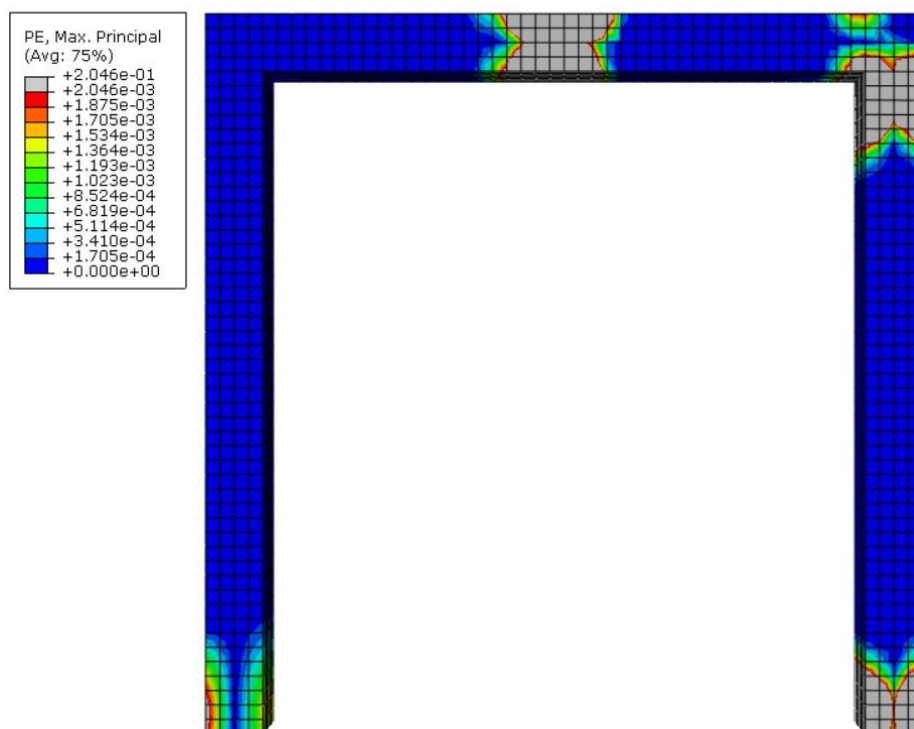 PE, Max. Principal
(Avg: 75%)
+2.046e-01
+2.046e-03
+1.875e-03
+1.705e-03
+1.534e-03
+1.364e-03
+1.193e-03
+1.023e-03
+8.524e-04
+6.819e-04
+5.114e-04
+3.410e-04
+1.705e-04
+0.000e+00